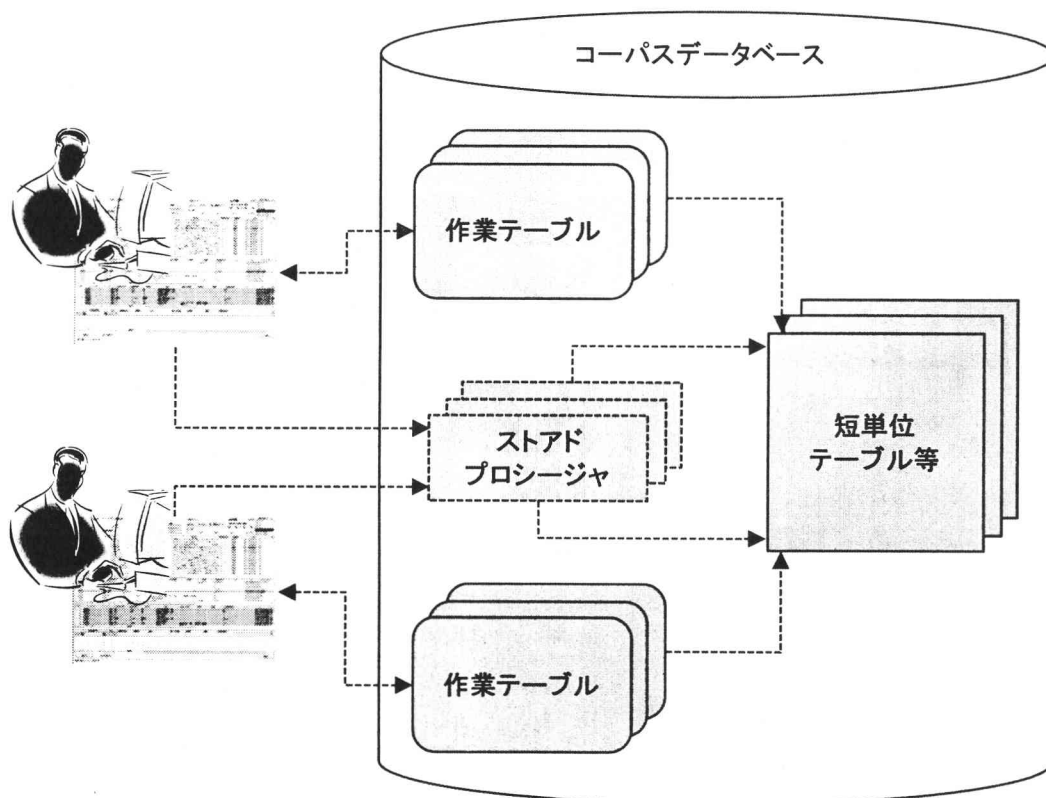 コーパスデータベース
作業テーブル
ストアド
プロシージャ
短単位
テーブル等
作業テーブル